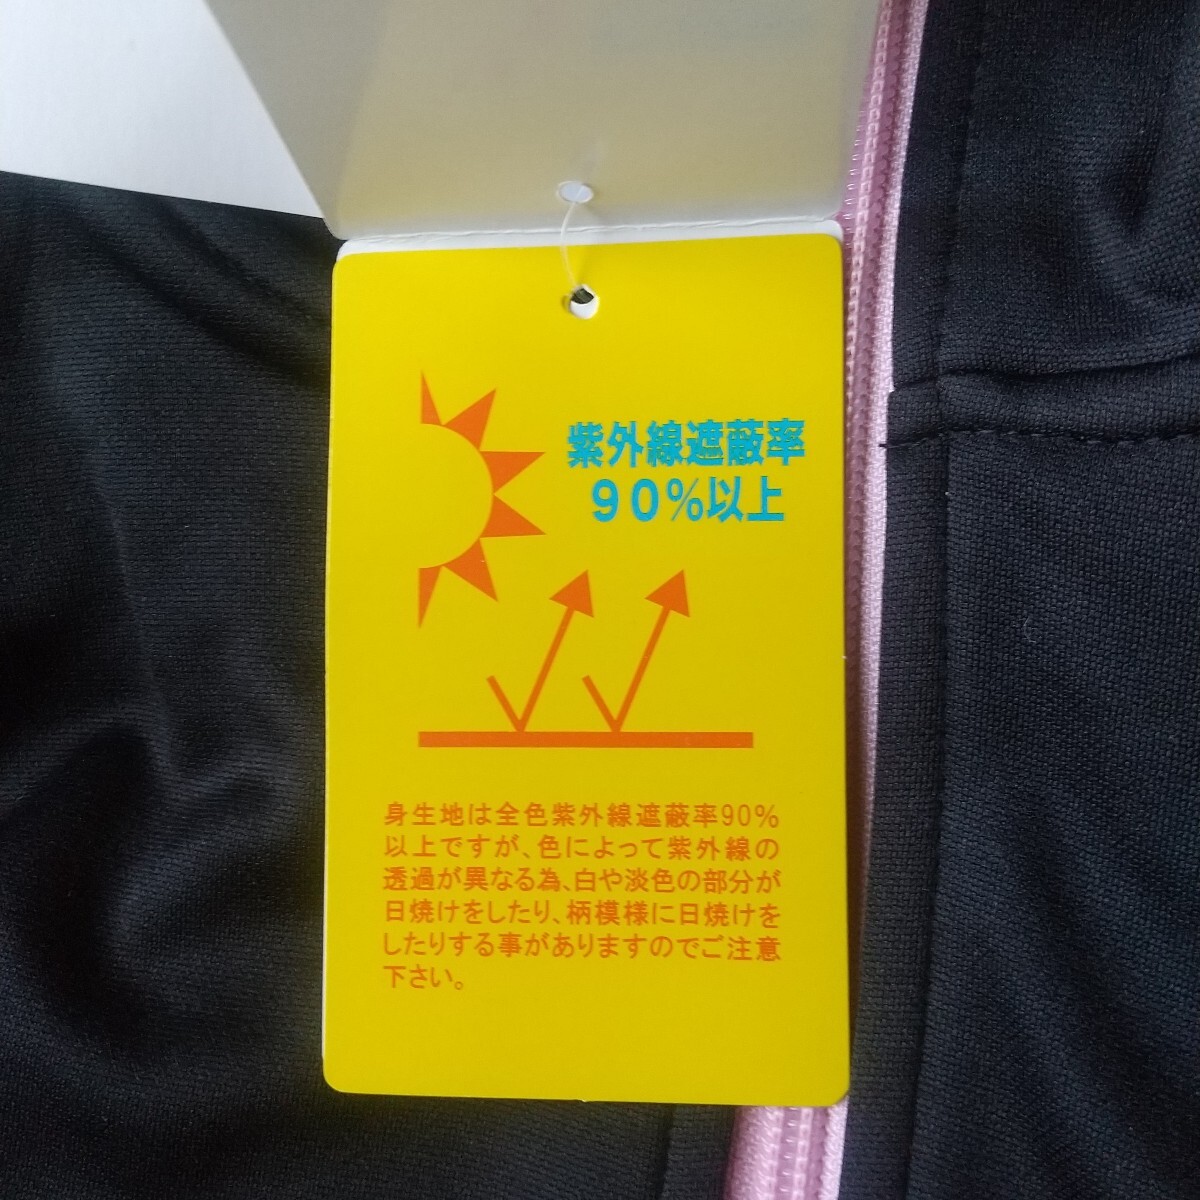 紫外線遮蔽率
９０％以上
身生地は全色紫外線遮蔽率90%
以上ですが、色によって紫外線の
透過が異なる為、白や淡色の部分が
日焼けをしたり、柄模様に日焼けを
したりする事がありますのでご注意
下さい。